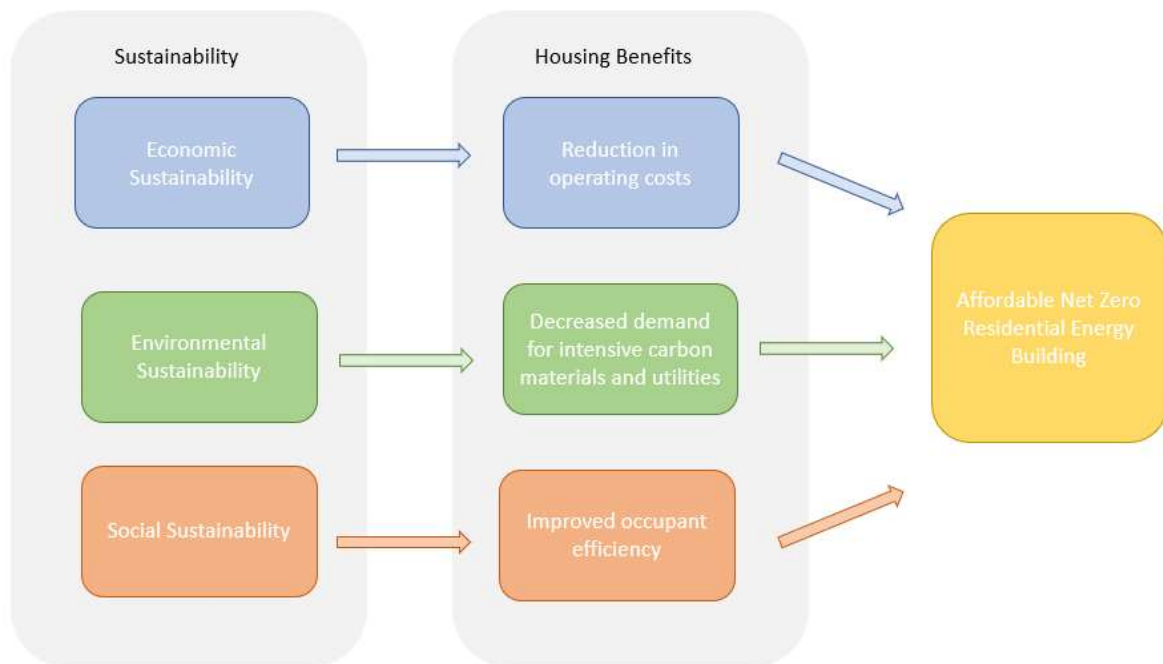 Sustainability
Housing Benefits
Economic
Sustainability
Reduction in
operating costs
Environmental
Sustainability
Decreased demand
for intensive carbon
materials and utilities
Affordable Net Zero
Residential Energy
Building
Social Sustainability
Improved occupant
efficiency